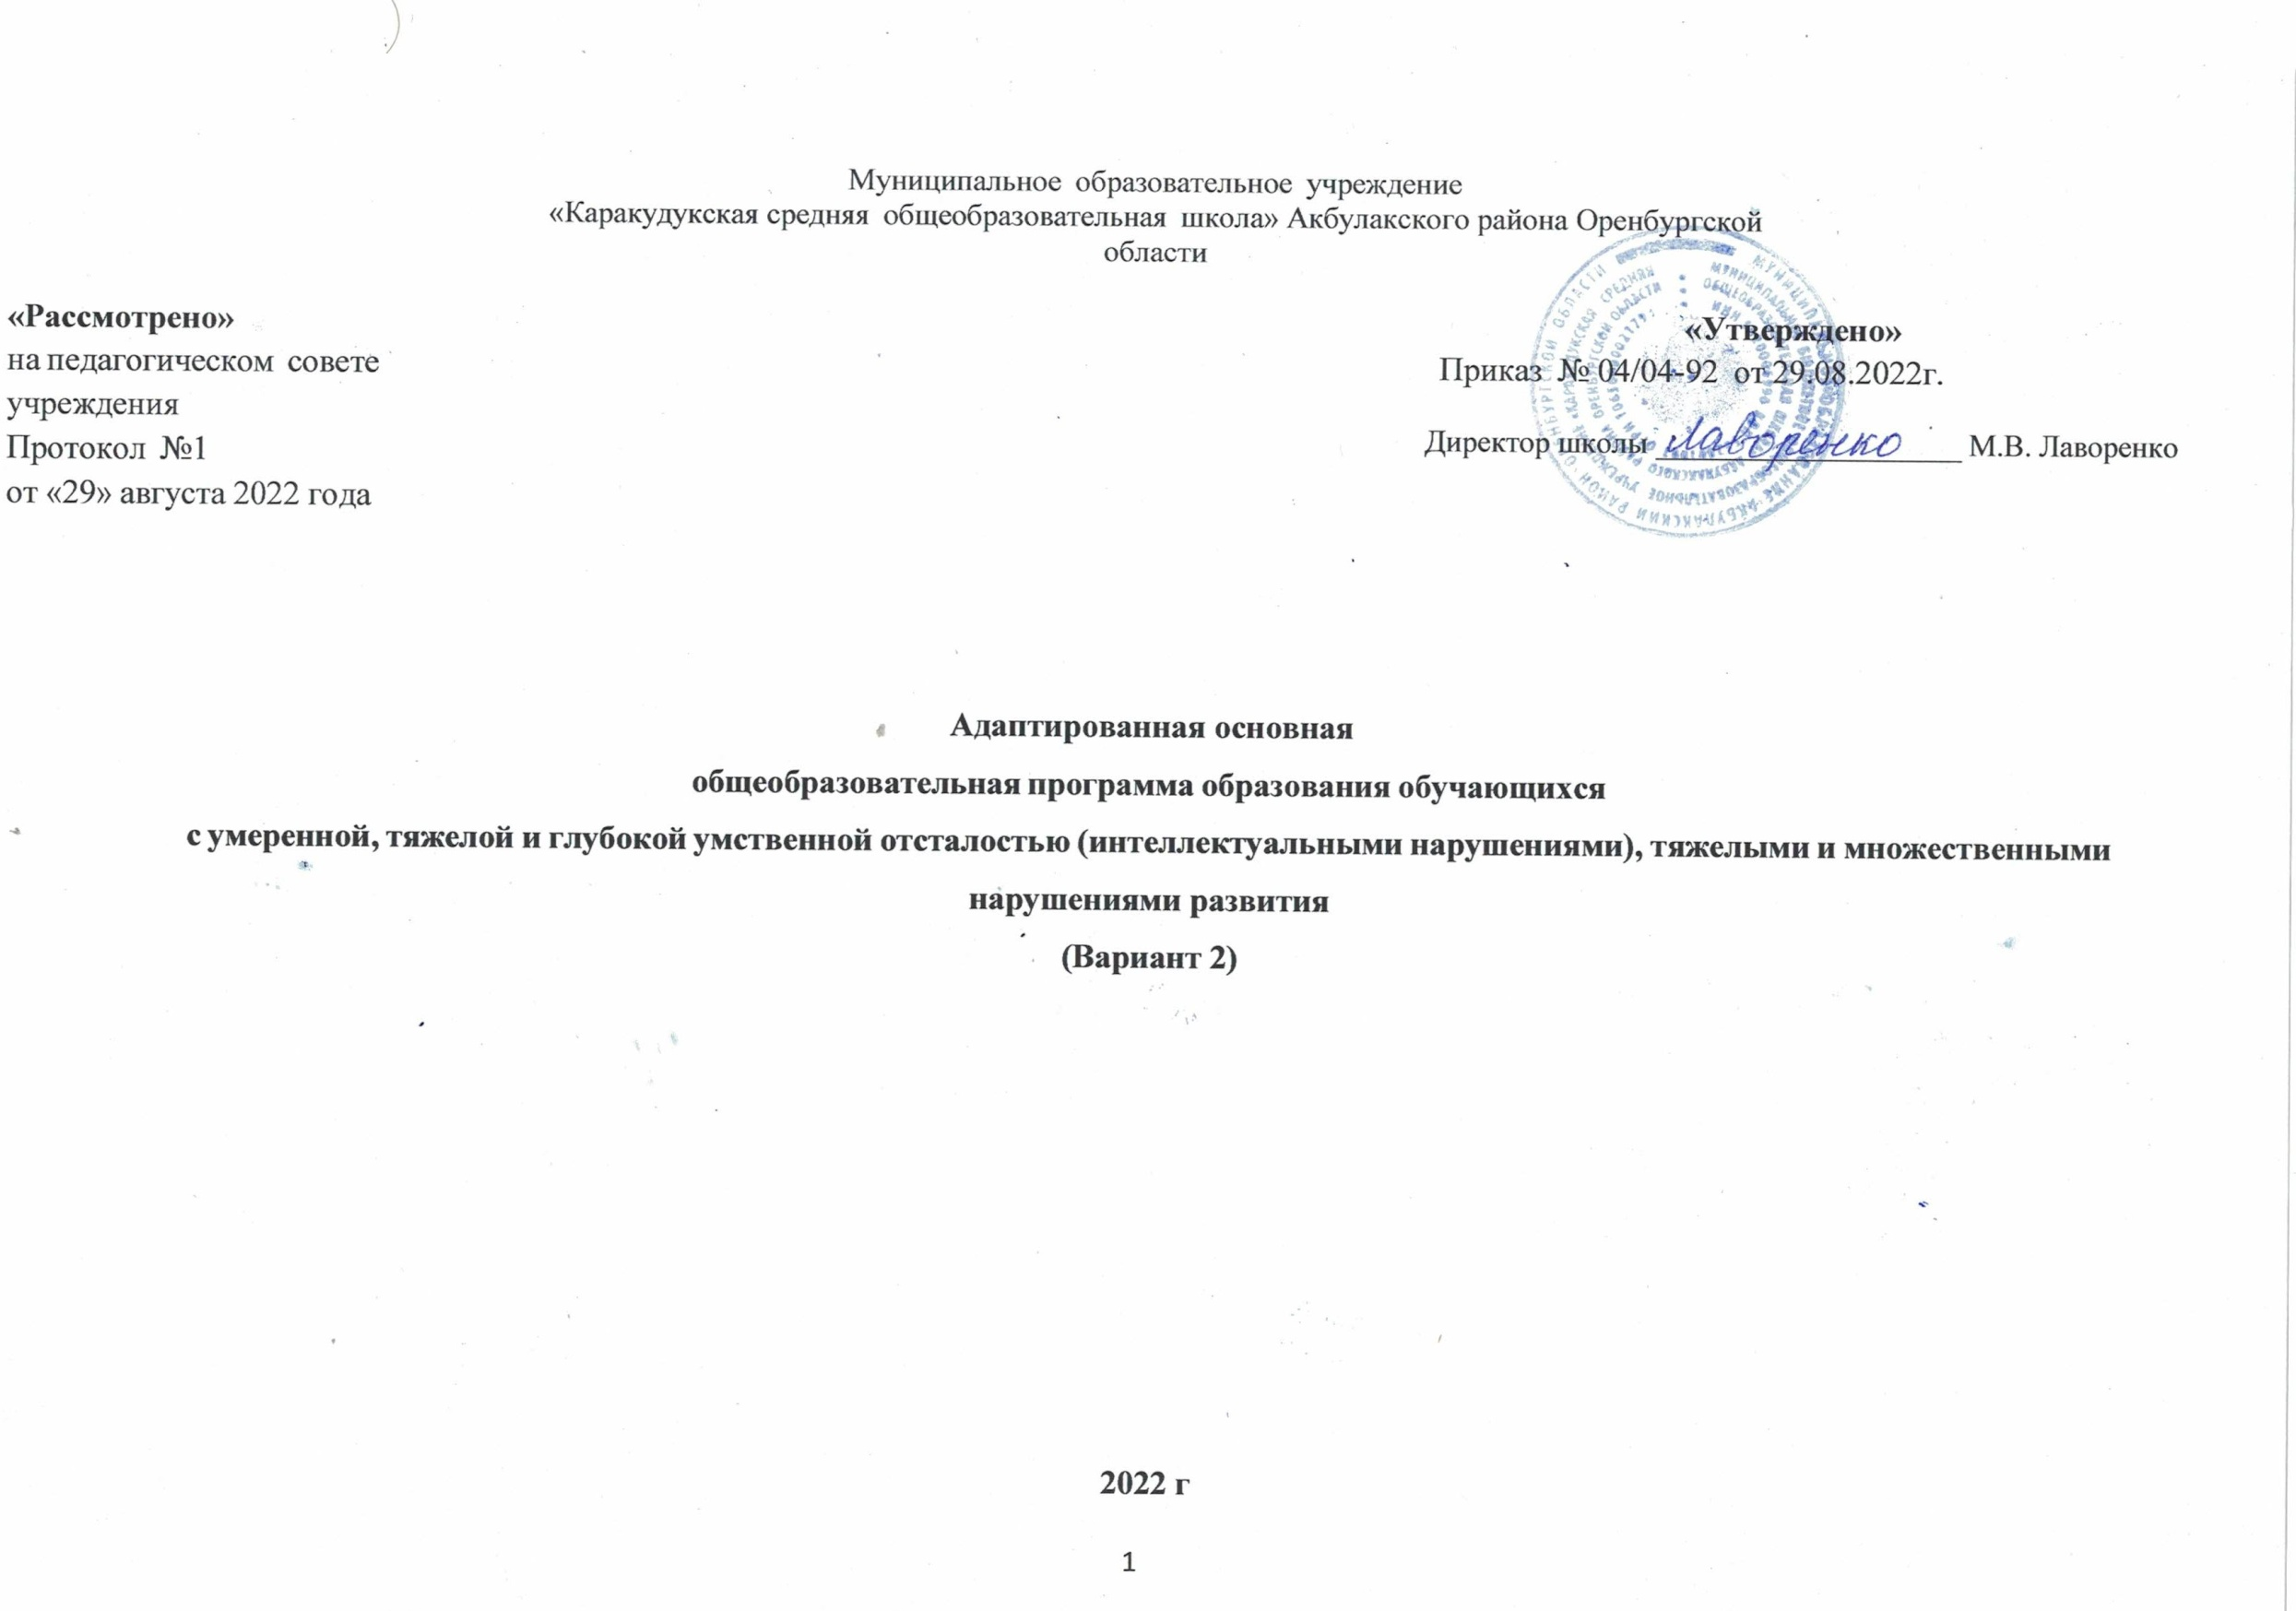 Муниципальное образовательное учреждение
«Каракудукская средняя общеобразовательная школа» Акбулакского района Оренбургской
области
«Рассмотрено»
на педагогическом совете
учреждения
Протокол №1
от «29» августа 2022 года
«Утверждено»
Приказ № 04/04-92 от 29.08.2022г.
Директор школы Лаворенко М.В. Лаворенко
Адаптированная основная
общеобразовательная программа образования обучающихся
с умеренной, тяжелой и глубокой умственной отсталостью (интеллектуальными нарушениями), тяжелыми и множественными
нарушениями развития
(Вариант 2)
2022 г
1